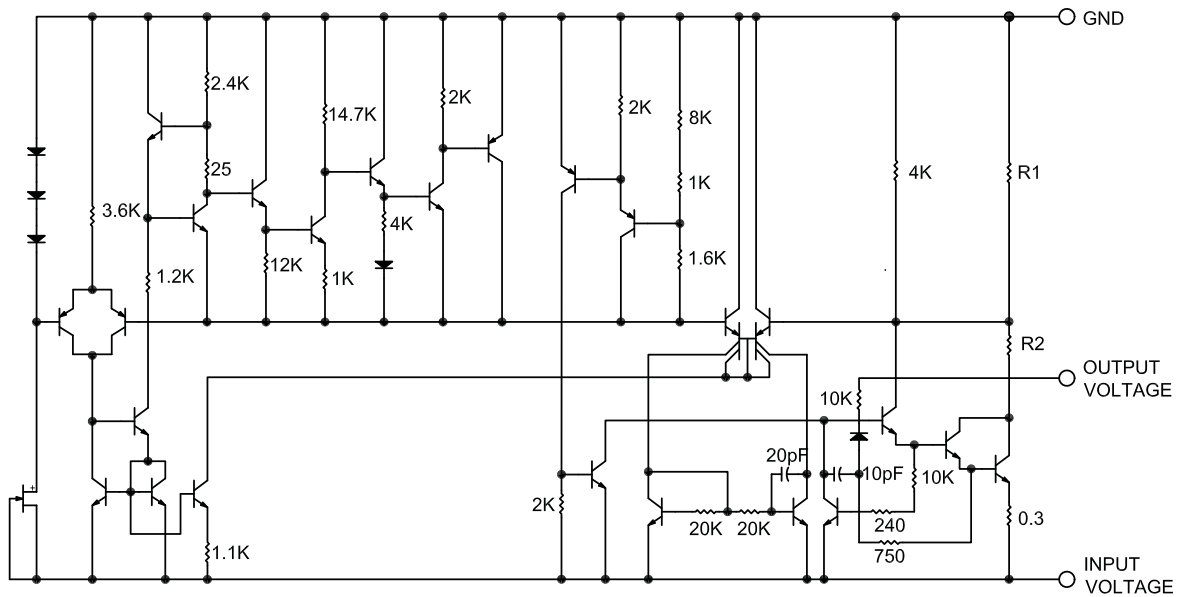 GND
2.4K
14.7K
2K
2K
8K
25
1K
4K
R1
3.6K
4K
1.2K
12K
1K
1.6K
R2
OUTPUT
VOLTAGE
10K
20pF
10pF
10K
2K
20K
20K
240
0.3
1.1K
750
INPUT
VOLTAGE